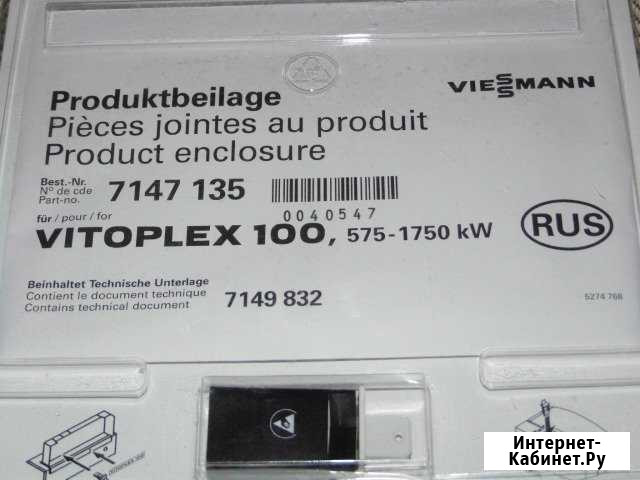 Produktbeilage
VIESSMANN
Pièces jointes au produit
Product enclosure
Best.-Nr.
N° de cde
Part-no.
7147 135
0040547
für / pour / for
VITOPLEX 100, 575-1750 kW
RUS
Beinhaltet Technische Unterlage
Contient le document technique
Contains technical document
7149 832
5274 768
Интернет-
Кабинет.Ру